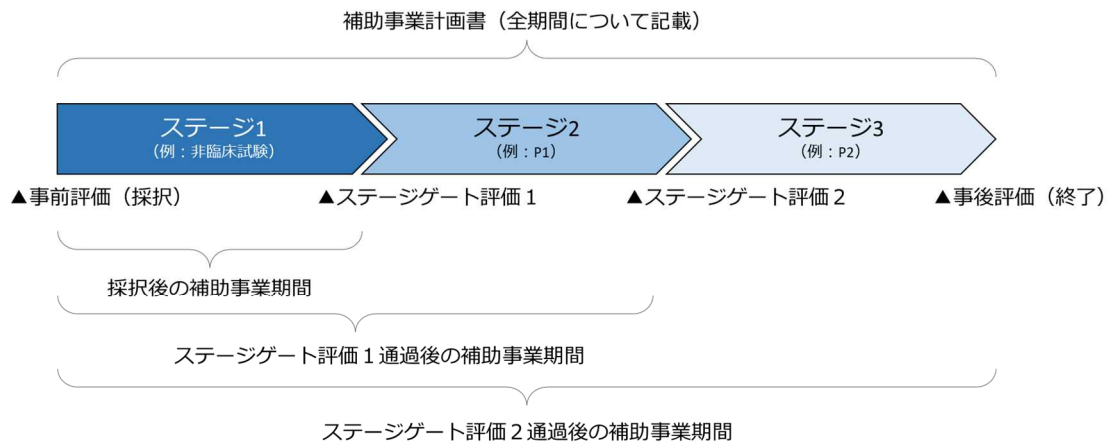 補助事業計画書（全期間について記載）
ステージ1
（例：非臨床試験）
ステージ2
（例：P1）
ステージ3
（例：P2）
▲事前評価（採択）
▲ステージゲート評価１
▲ステージゲート評価２
▲事後評価（終了）
採択後の補助事業期間
ステージゲート評価１通過後の補助事業期間
ステージゲート評価２通過後の補助事業期間